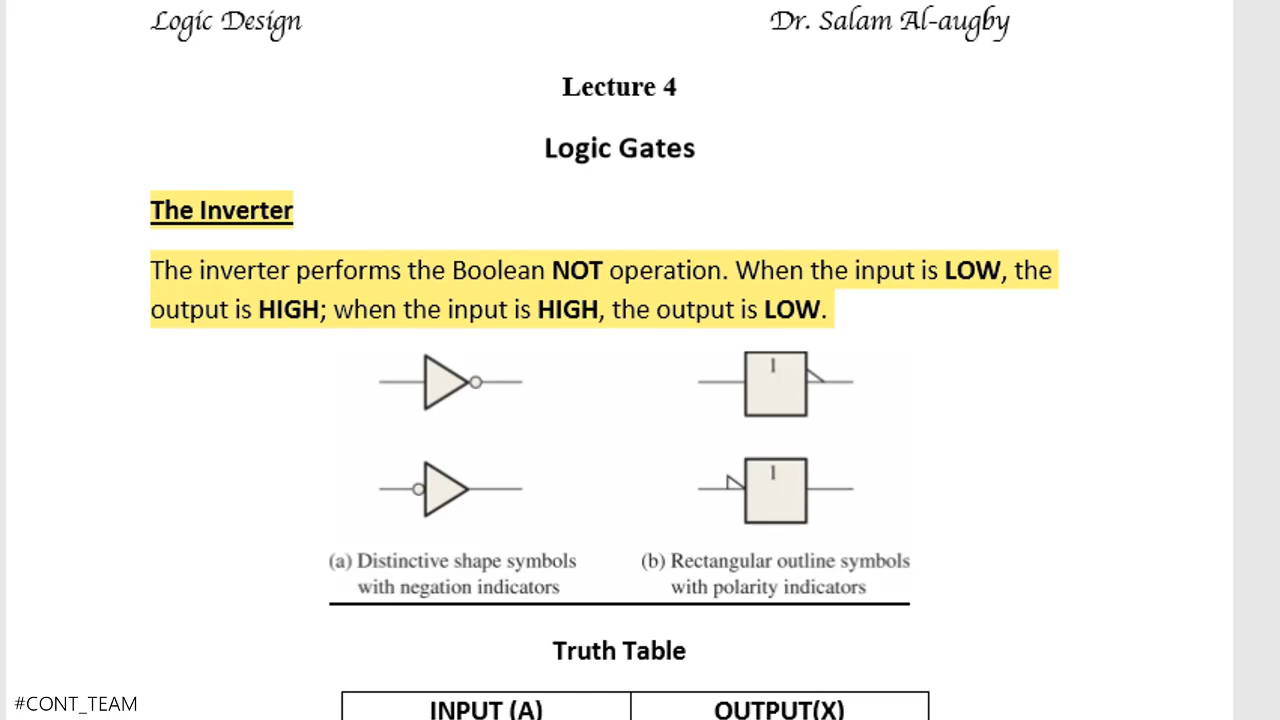 Logic Design Dr. Salam Al-augby
Lecture 4
Logic Gates
The Inverter
The inverter performs the Boolean NOT operation. When the input is LOW, the
output is HIGH; when the input is HIGH, the output is LOW.
1
1
(a) Distinctive shape symbols
with negation indicators
(b) Rectangular outline symbols
with polarity indicators
Truth Table
INPUT (A) OUTPUT(X)
#CONT_TEAM